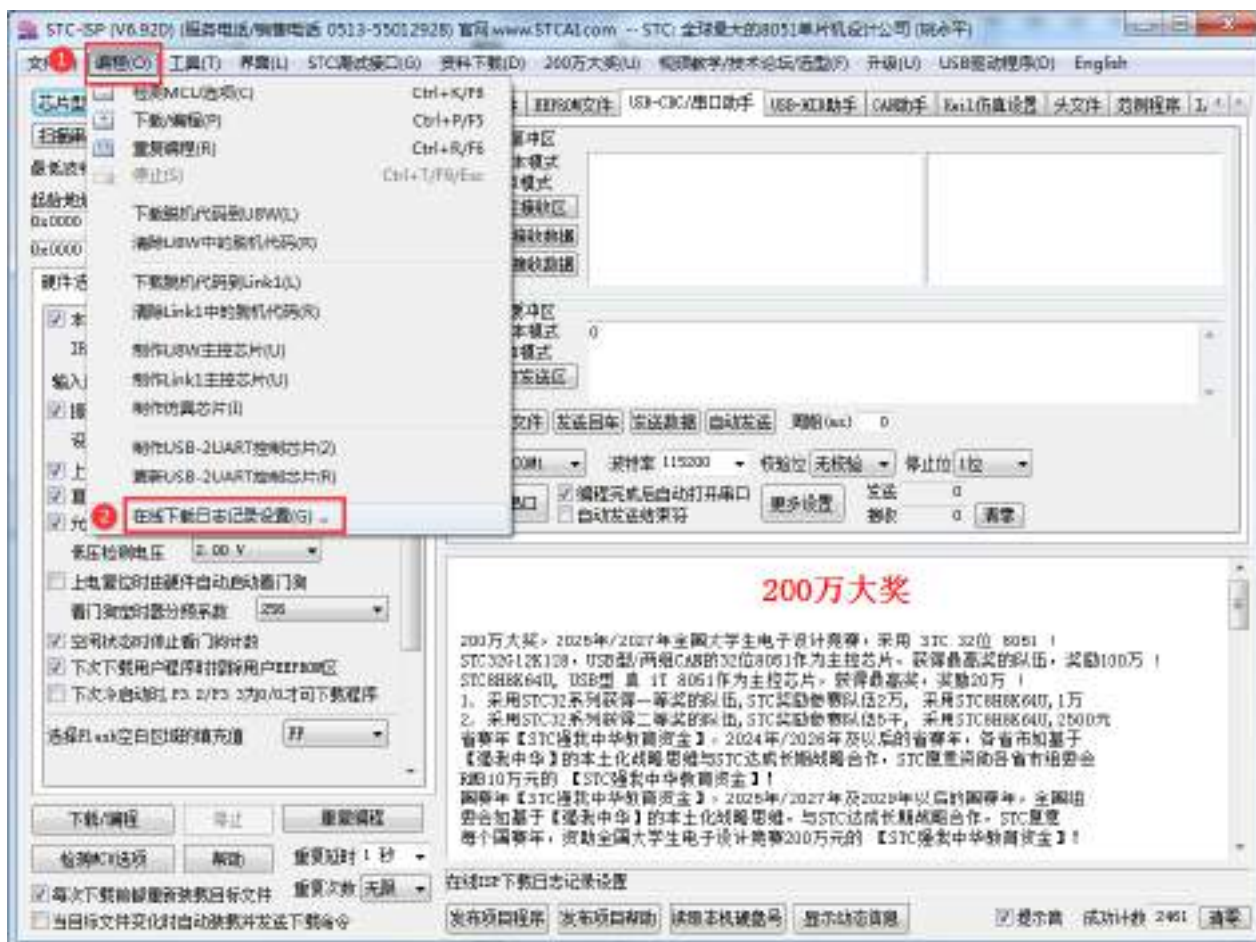 STC-ISP (V6.92D) (服务电话/销售电话 0513-55012928) 官网 www.STCAI.com -- STC: 全球最大的8051单片机设计公司 (姚永平)
编程(O) 工具(T) 界面(L) STC调试接口(G) 资料下载(D) 200万大奖(U) 视频教学/技术论坛/选型(F) 升级(U) USB驱动程序(O) English
1
EEPROM文件 USB-CDC/串口助手 USB-HID助手 CAN助手 Keil仿真设置 头文件 范例程序
检测MCU选项(C) Ctrl+K/F8
下载/编程(P) Ctrl+P/F5
重复编程(R) Ctrl+R/F6
停止(S) Ctrl+T/F9/Esc
下载脱机代码到U8W(L)
清除U8W中的脱机代码(R)
下载脱机代码到Link1(L)
清除Link1中的脱机代码(R)
制作U8W主控芯片(U)
制作Link1主控芯片(U)
制作仿真芯片(I)
制作USB-2UART控制芯片(2)
更新USB-2UART控制芯片(R)
2
在线下载日志记录设置(G) ..
芯片型
最低波
起始地
0x0000
0x0000
硬件选
输入
接收区
接收数据
接收数据
0
发送区
文件 发送回车 发送数据 自动发送 周期(ms) 0
COM1 波特率 115200 校验位 无校验 停止位 1位
编程完成后自动打开串口 更多设置 发送 0
自动发送结束符 接收 0 清零
低压检测电压 2.00 V
上电复位时由硬件自动启动看门狗
看门狗定时器分频系数 256
空闲状态时停止看门狗计数
下次下载用户程序时擦除用户EEPROM区
下次冷启动时, P3.2/P3.3为0/0才可下载程序
选择Flash空白区域的填充值 FF
下载/编程 停止 重复编程
检测MCU选项 帮助 重复延时 1 秒
每次下载前都重新装载目标文件 重复次数 无限
当目标文件变化时自动装载并发送下载命令
200万大奖
200万大奖, 2025年/2027年全国大学生电子设计竞赛, 采用 STC 32位 8051 !
STC32G12K128, USB型/两组CAN的32位8051作为主控芯片, 获得最高奖的队伍, 奖励100万 !
STC8H8K64U, USB型 真 1T 8051作为主控芯片, 获得最高奖, 奖励20万 !
1、采用STC32系列获得一等奖的队伍,STC奖励参赛队伍2万, 采用STC8H8K64U,1万
2、采用STC32系列获得二等奖的队伍,STC奖励参赛队伍5千, 采用STC8H8K64U,2500元
省赛年【STC强我中华教育资金】, 2024年/2026年及以后的省赛年, 各省市如基于
【强我中华】的本土化战略思维与STC达成长期战略合作, STC愿意资助各省市组委会
RMB10万元的 【STC强我中华教育资金】!
国赛年【STC强我中华教育资金】, 2025年/2027年及2029年以后的国赛年, 全国组
委会如基于【强我中华】的本土化战略思维, 与STC达成长期战略合作, STC愿意
每个国赛年, 资助全国大学生电子设计竞赛200万元的 【STC强我中华教育资金】!
在线ISP下载日志记录设置
发布项目程序 发布项目帮助 读取本机硬盘号 显示动态信息 提示音 成功计数 2461 清零